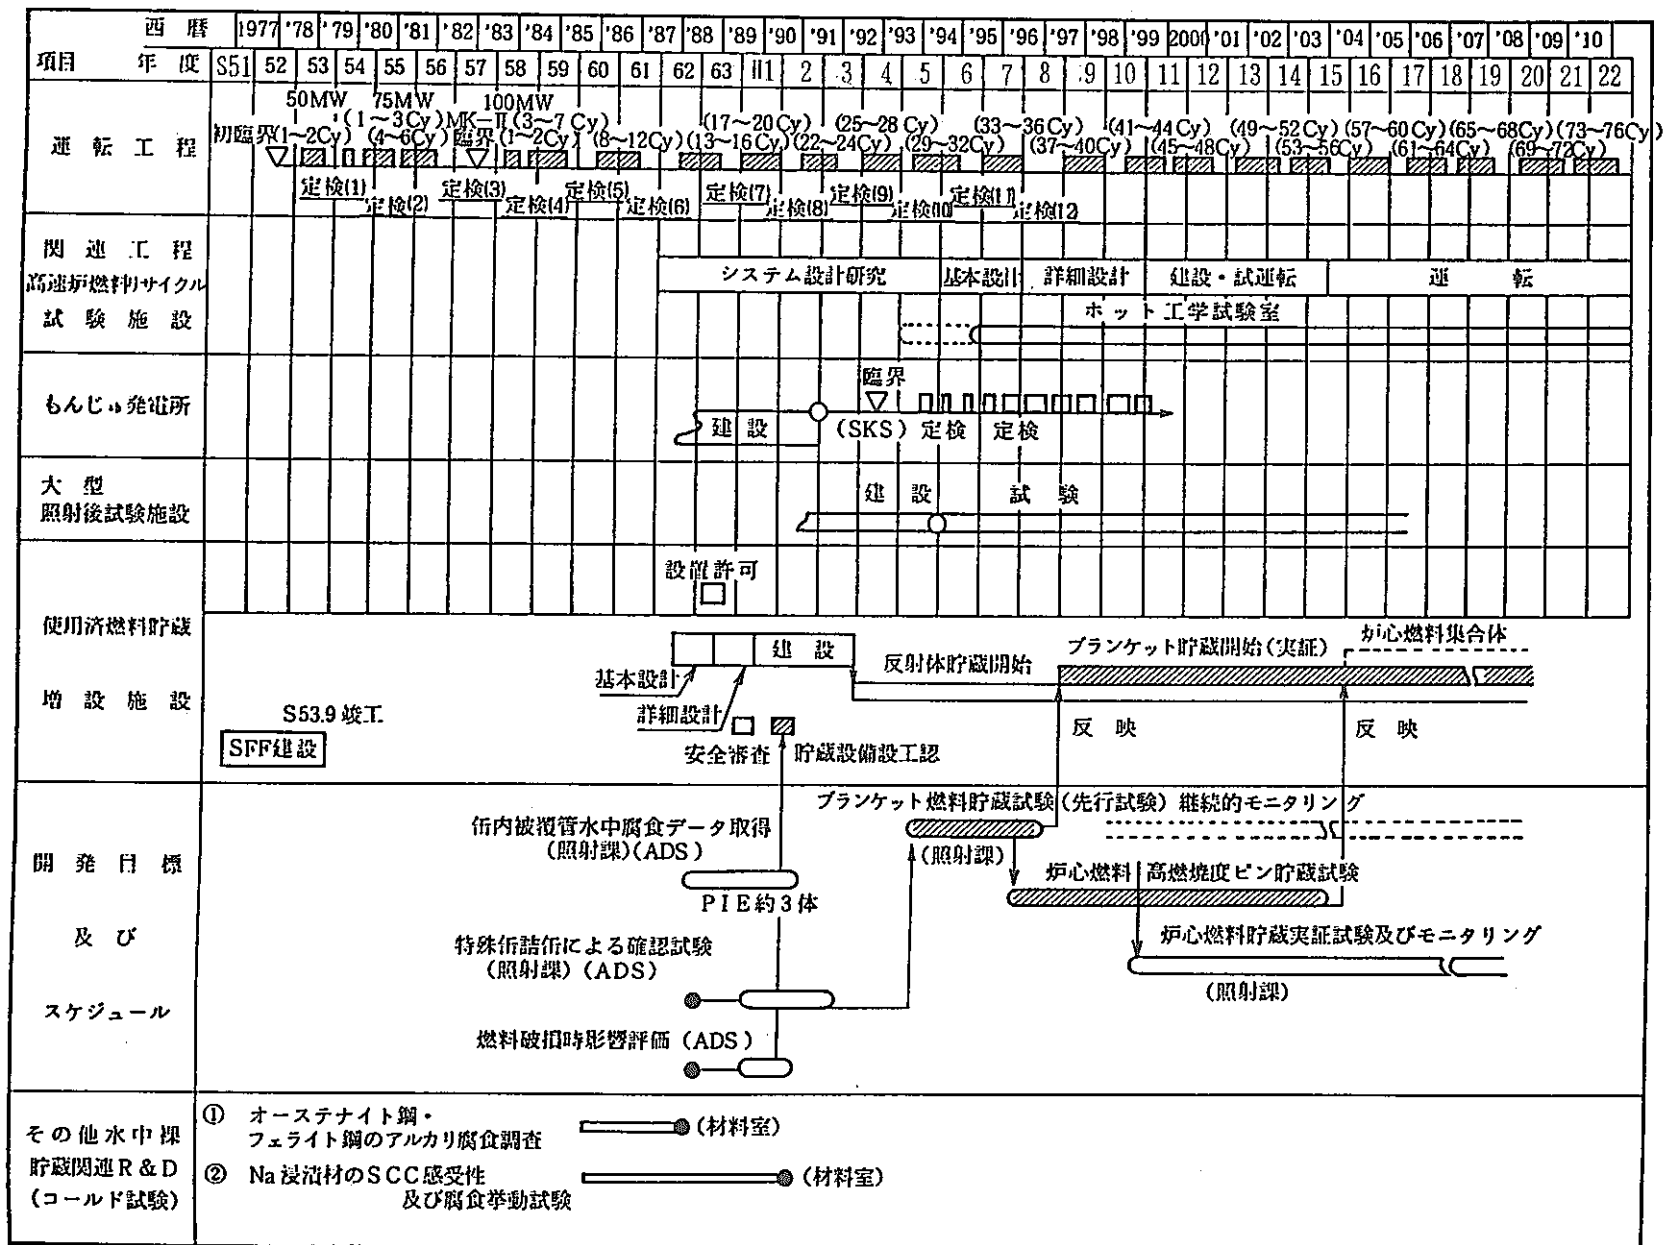 西暦 1977 '78 '79 '80 '81 '82 '83 '84 '85 '86 '87 '88 '89 '90 '91 '92 '93 '94 '95 '96 '97 '98 '99 2000 '01 '02 '03 '04 '05 '06 '07 '08 '09 '10
項目 年度 S51 52 53 54 55 56 57 58 59 60 61 62 63 H1 2 3 4 5 6 7 8 9 10 11 12 13 14 15 16 17 18 19 20 21 22
運転工程
50MW 75MW 100MW
(1～3Cy) MK-II (3～7Cy) (17～20Cy) (25～28Cy) (33～36Cy) (41～44Cy) (49～52Cy) (57～60Cy) (65～68Cy) (73～76Cy)
初臨界 (1～2Cy) (4～6Cy) 臨界 (1～2Cy) (8～12Cy) (13～16Cy) (22～24Cy) (29～32Cy) (37～40Cy) (45～48Cy) (53～56Cy) (61～64Cy) (69～72Cy)
定検(1) 定検(3) 定検(5) 定検(7) 定検(9) 定検(11)
定検(2) 定検(4) 定検(6) 定検(8) 定検(10) 定検(12)
関連工程
高速炉燃料リサイクル
試験施設
システム設計研究 基本設計 詳細設計 建設・試運転 運転
ホット工学試験室
もんじゅ発電所
臨界
建設 (SKS) 定検 定検
大型
照射後試験施設
建設 試験
使用済燃料貯蔵
増設施設
設置許可
建設
基本設計
詳細設計
反射体貯蔵開始
ブランケット貯蔵開始(実証)
炉心燃料集合体
S53.9竣工
SFF建設
安全審査 貯蔵設備設工認
反映 反映
開発目標
及び
スケジュール
缶内被覆管水中腐食データ取得
(照射課)(ADS)
PIE約3体
特殊缶詰缶による確認試験
(照射課)(ADS)
燃料破損時影響評価(ADS)
ブランケット燃料貯蔵試験(先行試験) 継続的モニタリング
(照射課)
炉心燃料高燃焼度ピン貯蔵試験
炉心燃料貯蔵実証試験及びモニタリング
(照射課)
その他水中裸
貯蔵関連R&D
(コールド試験)
① オーステナイト鋼・
フェライト鋼のアルカリ腐食調査 (材料室)
② Na浸漬材のSCC感受性
及び腐食挙動試験 (材料室)